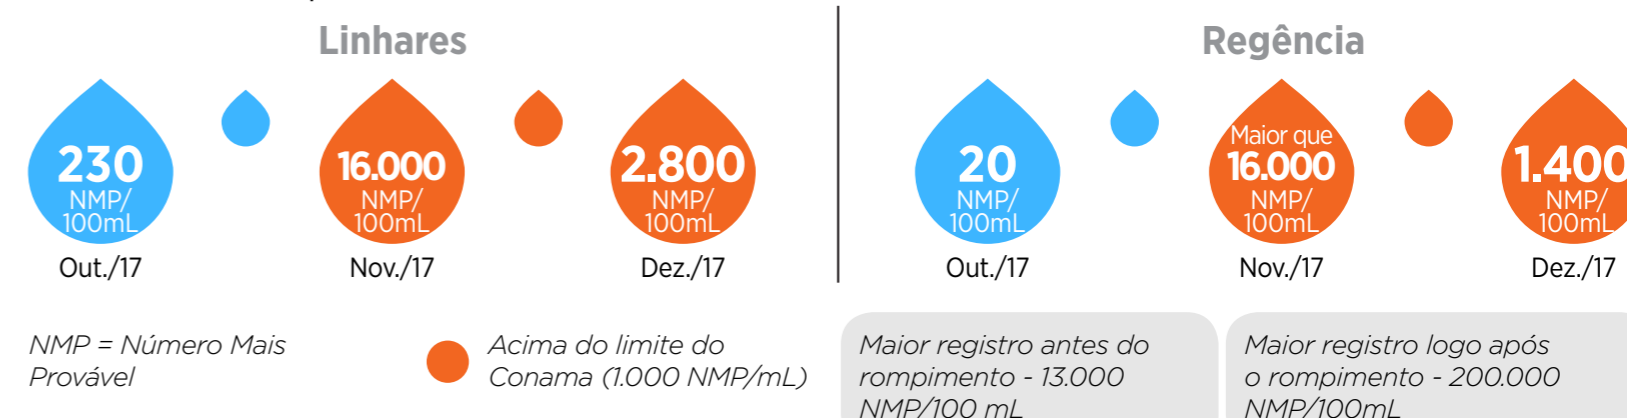 Linhares
230
NMP/
100mL
Out./17
16.000
NMP/
100mL
Nov./17
2.800
NMP/
100mL
Dez./17
Regência
20
NMP/
100mL
Out./17
Maior que
16.000
NMP/
100mL
Nov./17
1.400
NMP/
100mL
Dez./17
NMP = Número Mais
Provável
Acima do limite do
Conama (1.000 NMP/mL)
Maior registro antes do
rompimento - 13.000
NMP/100 mL
Maior registro logo após
o rompimento - 200.000
NMP/100mL